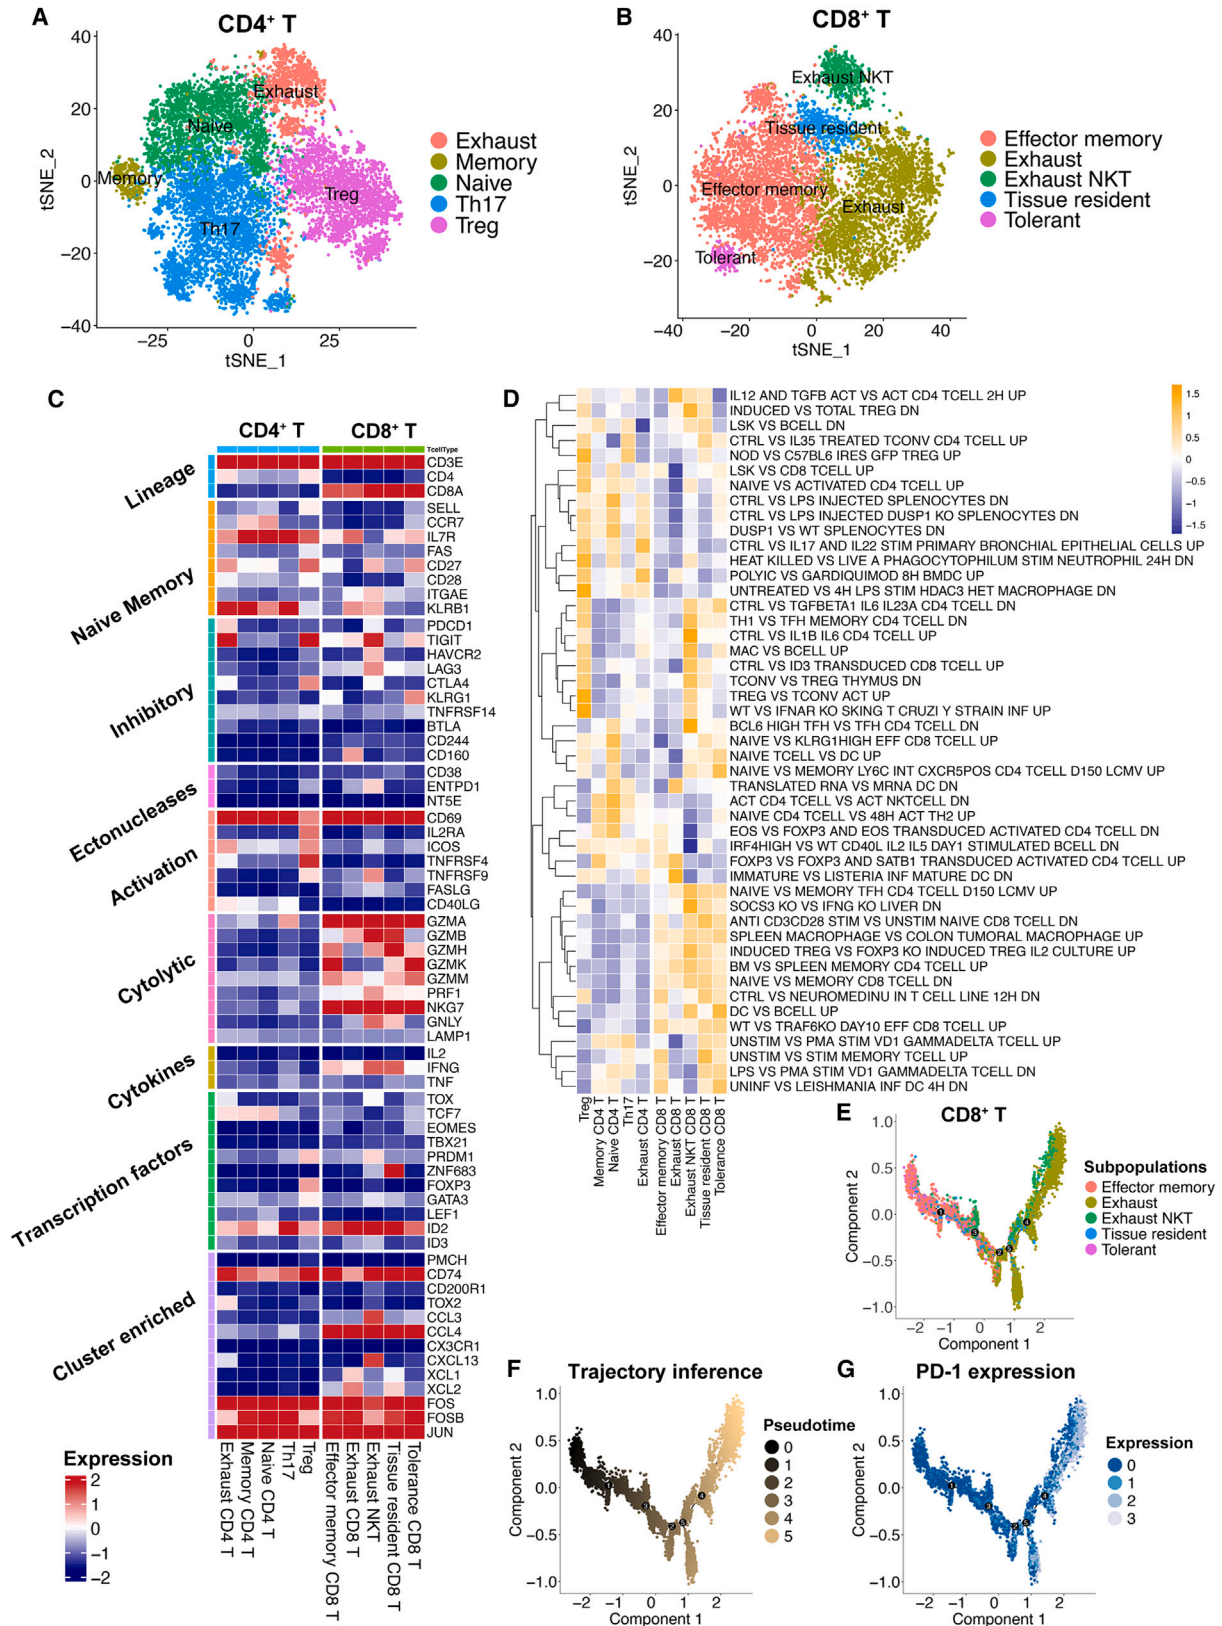 A
CD4+ T
40
20
0
−20
−40
−25
0
25
tSNE_2
tSNE_1
Exhaust
Naive
Memory
Treg
Th17
Exhaust
Memory
Naive
Th17
Treg
B
CD8+ T
40
20
0
−20
−40
−20
0
20
40
tSNE_2
tSNE_1
Exhaust NKT
Tissue resident
Effector memory
Exhaust
Tolerant
Effector memory
Exhaust
Exhaust NKT
Tissue resident
Tolerant
C
CD4+ T
CD8+ T
TcellType
Lineage
CD3E
CD4
CD8A
Naive Memory
SELL
CCR7
IL7R
FAS
CD27
CD28
ITGAE
KLRB1
Inhibitory
PDCD1
TIGIT
HAVCR2
LAG3
CTLA4
KLRG1
TNFRSF14
BTLA
CD244
CD160
Ectonucleases
CD38
ENTPD1
NT5E
Activation
CD69
IL2RA
ICOS
TNFRSF4
TNFRSF9
FASLG
CD40LG
Cytolytic
GZMA
GZMB
GZMH
GZMK
GZMM
PRF1
NKG7
GNLY
LAMP1
Cytokines
IL2
IFNG
TNF
Transcription factors
TOX
TCF7
EOMES
TBX21
PRDM1
ZNF683
FOXP3
GATA3
LEF1
ID2
ID3
Cluster enriched
PMCH
CD74
CD200R1
TOX2
CCL3
CCL4
CX3CR1
CXCL13
XCL1
XCL2
FOS
FOSB
JUN
Expression
2
1
0
−1
−2
Exhaust CD4 T
Memory CD4 T
Naive CD4 T
Th17
Treg
Effector memory CD8 T
Exhaust CD8 T
Exhaust NKT
Tissue resident CD8 T
Tolerance CD8 T
D
IL12 AND TGFB ACT VS ACT CD4 TCELL 2H UP
INDUCED VS TOTAL TREG DN
LSK VS BCELL DN
CTRL VS IL35 TREATED TCONV CD4 TCELL UP
NOD VS C57BL6 IRES GFP TREG UP
LSK VS CD8 TCELL UP
NAIVE VS ACTIVATED CD4 TCELL UP
CTRL VS LPS INJECTED SPLENOCYTES DN
CTRL VS LPS INJECTED DUSP1 KO SPLENOCYTES DN
DUSP1 VS WT SPLENOCYTES DN
CTRL VS IL17 AND IL22 STIM PRIMARY BRONCHIAL EPITHELIAL CELLS UP
HEAT KILLED VS LIVE A PHAGOCYTOPHILUM STIM NEUTROPHIL 24H DN
POLYIC VS GARDIQUIMOD 8H BMDC UP
UNTREATED VS 4H LPS STIM HDAC3 HET MACROPHAGE DN
CTRL VS TGFBETA1 IL6 IL23A CD4 TCELL DN
TH1 VS TFH MEMORY CD4 TCELL DN
CTRL VS IL1B IL6 CD4 TCELL UP
MAC VS BCELL UP
CTRL VS ID3 TRANSDUCED CD8 TCELL UP
TCONV VS TREG THYMUS DN
TREG VS TCONV ACT UP
WT VS IFNAR KO SKING T CRUZI Y STRAIN INF UP
BCL6 HIGH TFH VS TFH CD4 TCELL DN
NAIVE VS KLRG1HIGH EFF CD8 TCELL UP
NAIVE TCELL VS DC UP
NAIVE VS MEMORY LY6C INT CXCR5POS CD4 TCELL D150 LCMV UP
TRANSLATED RNA VS MRNA DC DN
ACT CD4 TCELL VS ACT NKTCELL DN
NAIVE CD4 TCELL VS 48H ACT TH2 UP
EOS VS FOXP3 AND EOS TRANSDUCED ACTIVATED CD4 TCELL DN
IRF4HIGH VS WT CD40L IL2 IL5 DAY1 STIMULATED BCELL DN
FOXP3 VS FOXP3 AND SATB1 TRANSDUCED ACTIVATED CD4 TCELL UP
IMMATURE VS LISTERIA INF MATURE DC DN
NAIVE VS MEMORY TFH CD4 TCELL D150 LCMV UP
SOCS3 KO VS IFNG KO LIVER DN
ANTI CD3CD28 STIM VS UNSTIM NAIVE CD8 TCELL DN
SPLEEN MACROPHAGE VS COLON TUMORAL MACROPHAGE UP
INDUCED TREG VS FOXP3 KO INDUCED TREG IL2 CULTURE UP
BM VS SPLEEN MEMORY CD4 TCELL UP
NAIVE VS MEMORY CD8 TCELL DN
CTRL VS NEUROMEDINU IN T CELL LINE 12H DN
DC VS BCELL UP
WT VS TRAF6KO DAY10 EFF CD8 TCELL UP
UNSTIM VS PMA STIM VD1 GAMMADELTA TCELL UP
UNSTIM VS STIM MEMORY TCELL UP
LPS VS PMA STIM VD1 GAMMADELTA TCELL DN
UNINF VS LEISHMANIA INF DC 4H DN
1.5
1
0.5
0
−0.5
−1
−1.5
Treg
Memory CD4 T
Naive CD4 T
Th17
Exhaust CD4 T
Effector memory CD8 T
Exhaust CD8 T
Exhaust NKT CD8 T
Tissue resident CD8 T
Tolerance CD8 T
E
CD8+ T
1.0
0.5
0.0
−0.5
−1.0
−2
−1
0
1
2
Component 2
Component 1
1
3
2
5
4
Subpopulations
Effector memory
Exhaust
Exhaust NKT
Tissue resident
Tolerant
F
Trajectory inference
1.0
0.5
0.0
−0.5
−1.0
−2
−1
0
1
2
Component 2
Component 1
1
3
2
5
4
Pseudotime
0
1
2
3
4
5
G
PD-1 expression
1.0
0.5
0.0
−0.5
−1.0
−2
−1
0
1
2
Component 2
Component 1
1
3
2
5
4
Expression
0
1
2
3